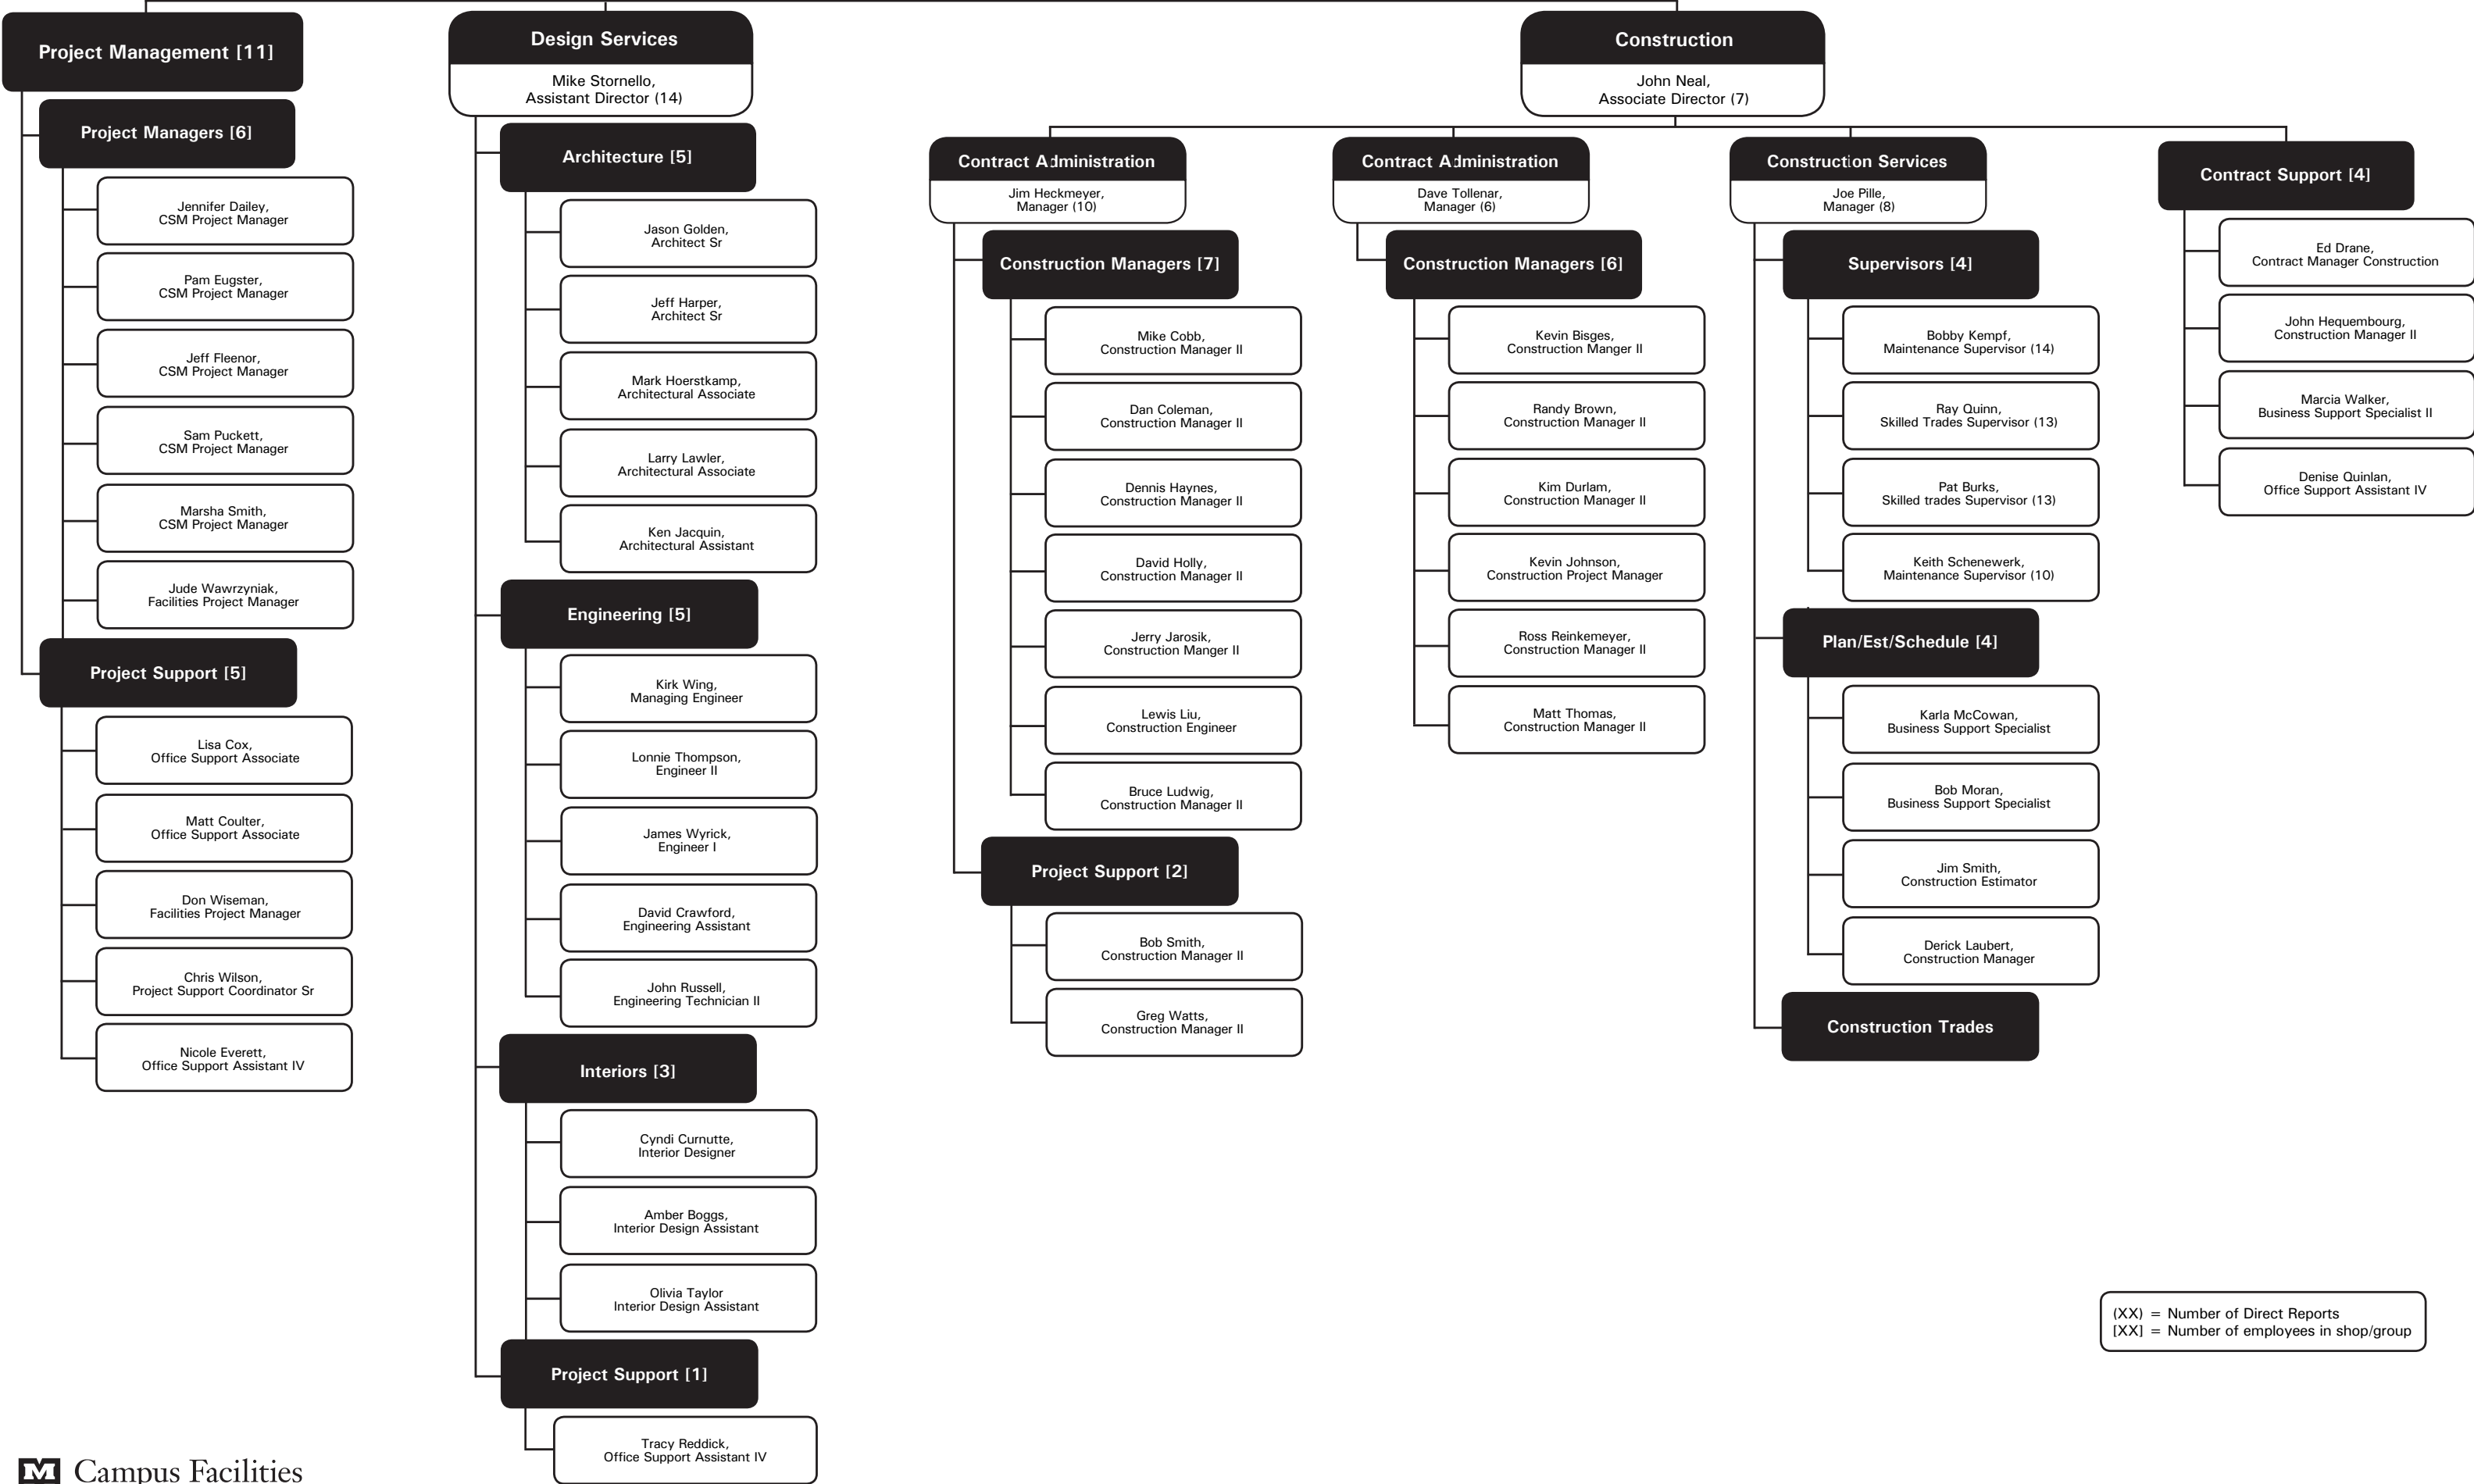 Project Management [11]
Project Managers [6]
Jennifer Dailey,
CSM Project Manager
Pam Eugster,
CSM Project Manager
Jeff Fleenor,
CSM Project Manager
Sam Puckett,
CSM Project Manager
Marsha Smith,
CSM Project Manager
Jude Wawrzyniak,
Facilities Project Manager
Project Support [5]
Lisa Cox,
Office Support Associate
Matt Coulter,
Office Support Associate
Don Wiseman,
Facilities Project Manager
Chris Wilson,
Project Support Coordinator Sr
Nicole Everett,
Office Support Assistant IV
Design Services
Mike Stornello,
Assistant Director (14)
Architecture [5]
Jason Golden,
Architect Sr
Jeff Harper,
Architect Sr
Mark Hoerstkamp,
Architectural Associate
Larry Lawler,
Architectural Associate
Ken Jacquin,
Architectural Assistant
Engineering [5]
Kirk Wing,
Managing Engineer
Lonnie Thompson,
Engineer II
James Wyrick,
Engineer I
David Crawford,
Engineering Assistant
John Russell,
Engineering Technician II
Interiors [3]
Cyndi Curnutte,
Interior Designer
Amber Boggs,
Interior Design Assistant
Olivia Taylor
Interior Design Assistant
Project Support [1]
Tracy Reddick,
Office Support Assistant IV
Construction
John Neal,
Associate Director (7)
Contract Administration
Jim Heckmeyer,
Manager (10)
Construction Managers [7]
Mike Cobb,
Construction Manager II
Dan Coleman,
Construction Manager II
Dennis Haynes,
Construction Manager II
David Holly,
Construction Manager II
Jerry Jarosik,
Construction Manger II
Lewis Liu,
Construction Engineer
Bruce Ludwig,
Construction Manager II
Project Support [2]
Bob Smith,
Construction Manager II
Greg Watts,
Construction Manager II
Contract Administration
Dave Tollenar,
Manager (6)
Construction Managers [6]
Kevin Bisges,
Construction Manger II
Randy Brown,
Construction Manager II
Kim Durlam,
Construction Manager II
Kevin Johnson,
Construction Project Manager
Ross Reinkemeyer,
Construction Manager II
Matt Thomas,
Construction Manager II
Construction Services
Joe Pille,
Manager (8)
Supervisors [4]
Bobby Kempf,
Maintenance Supervisor (14)
Ray Quinn,
Skilled Trades Supervisor (13)
Pat Burks,
Skilled trades Supervisor (13)
Keith Schenewerk,
Maintenance Supervisor (10)
Plan/Est/Schedule [4]
Karla McCowan,
Business Support Specialist
Bob Moran,
Business Support Specialist
Jim Smith,
Construction Estimator
Derick Laubert,
Construction Manager
Construction Trades
Contract Support [4]
Ed Drane,
Contract Manager Construction
John Hequembourg,
Construction Manager II
Marcia Walker,
Business Support Specialist II
Denise Quinlan,
Office Support Assistant IV
(XX) = Number of Direct Reports
[XX] = Number of employees in shop/group
M Campus Facilities